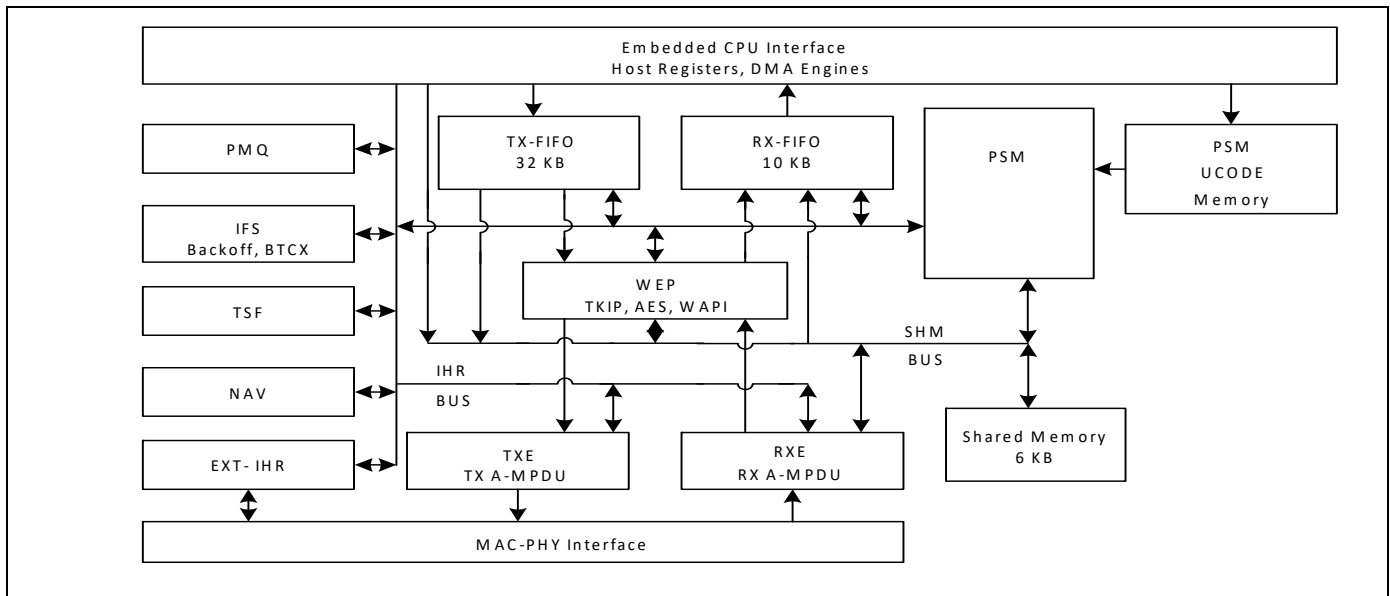 Embedded CPU Interface
Host Registers, DMA Engines
TX-FIFO
32 KB
RX-FIFO
10 KB
PSM
PSM
UCODE
Memory
PMQ
IFS
Backoff, BTCX
WEP
TKIP, AES, WAPI
TSF
SHM
BUS
IHR
BUS
NAV
Shared Memory
6 KB
EXT- IHR
TXE
TX A-MPDU
RXE
RX A-MPDU
MAC-PHY Interface